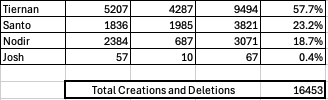 Tiernan 5207 4287 9494 57.7%
Santo 1836 1985 3821 23.2%
Nodir 2384 687 3071 18.7%
Josh 57 10 67 0.4%
Total Creations and Deletions 16453